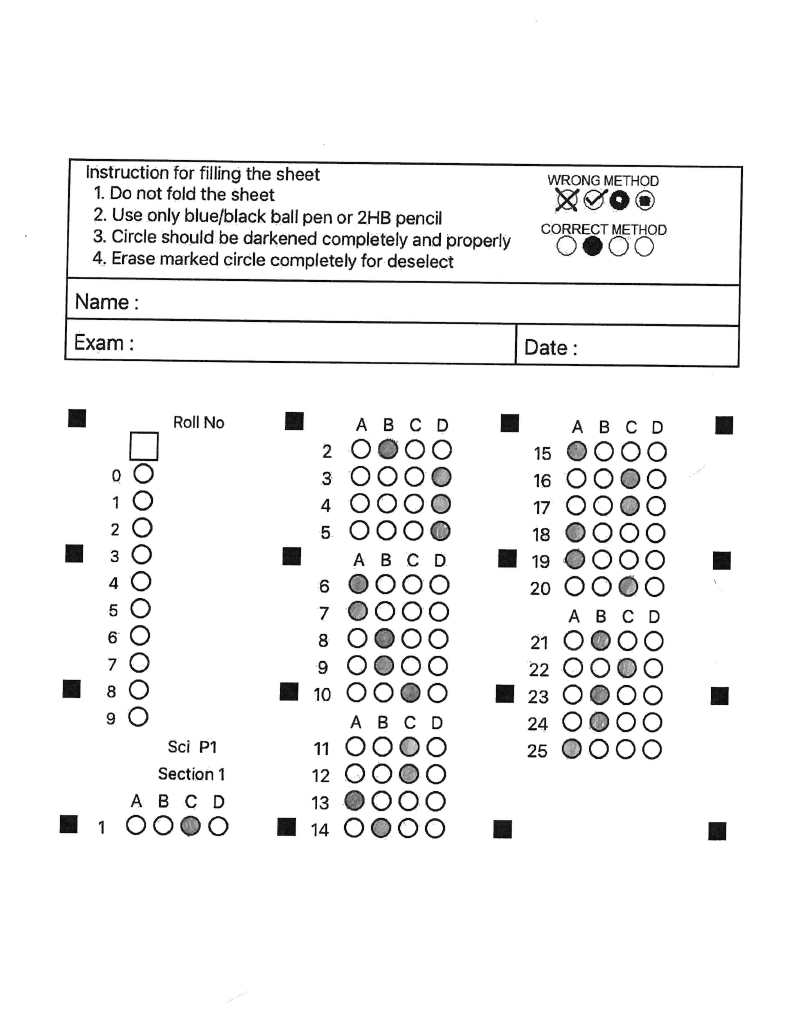 Instruction for filling the sheet
1. Do not fold the sheet
2. Use only blue/black ball pen or 2HB pencil
3. Circle should be darkened completely and properly
4. Erase marked circle completely for deselect
WRONG METHOD
CORRECT METHOD
Name :
Exam :
Date :
Roll No
0
1
2
3
4
5
6
7
8
9
Sci P1
Section 1
A B C D
1
A B C D
2
3
4
5
A B C D
6
7
8
9
10
A B C D
11
12
13
14
A B C D
15
16
17
18
19
20
A B C D
21
22
23
24
25